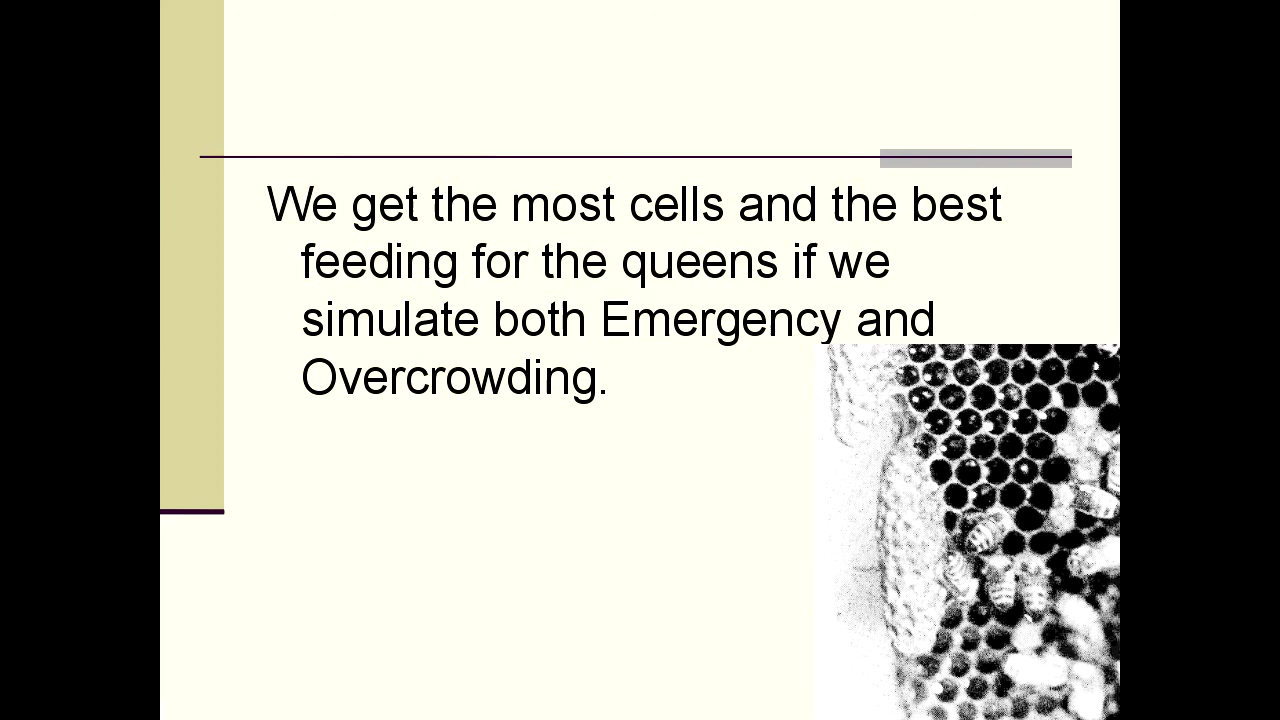 We get the most cells and the best
feeding for the queens if we
simulate both Emergency and
Overcrowding.